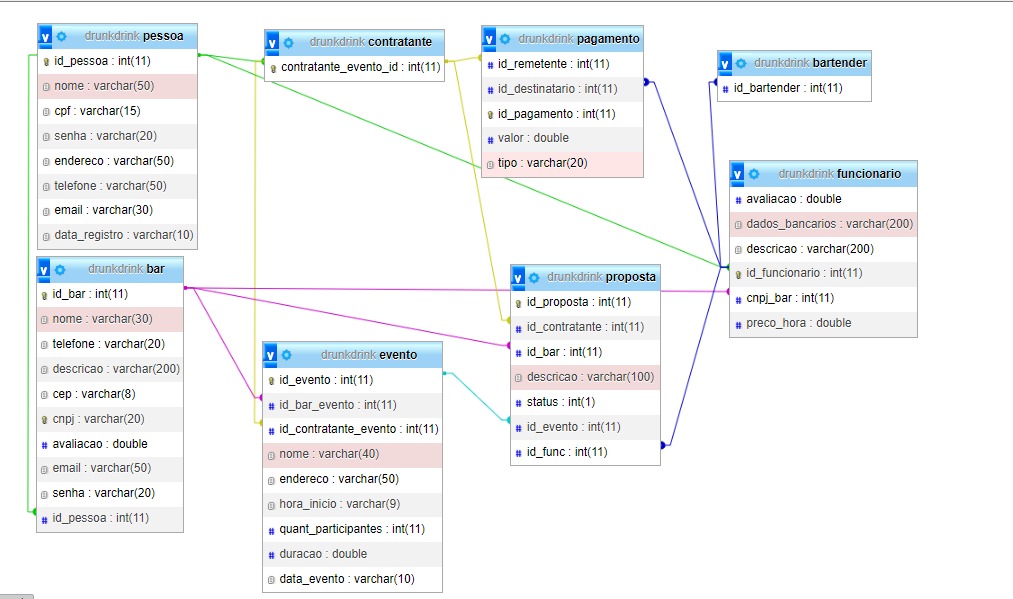 v drunkdrink pessoa
id_pessoa : int(11)
nome : varchar(50)
cpf : varchar(15)
senha : varchar(20)
endereco : varchar(50)
telefone : varchar(50)
email : varchar(30)
data_registro : varchar(10)
v drunkdrink bar
id_bar : int(11)
nome : varchar(30)
telefone : varchar(20)
descricao : varchar(200)
cep : varchar(8)
cnpj : varchar(20)
avaliacao : double
email : varchar(50)
senha : varchar(20)
id_pessoa : int(11)
v drunkdrink contratante
contratante_evento_id : int(11)
v drunkdrink evento
id_evento : int(11)
id_bar_evento : int(11)
id_contratante_evento : int(11)
nome : varchar(40)
endereco : varchar(50)
hora_inicio : varchar(9)
quant_participantes : int(11)
duracao : double
data_evento : varchar(10)
v drunkdrink pagamento
id_remetente : int(11)
id_destinatario : int(11)
id_pagamento : int(11)
valor : double
tipo : varchar(20)
v drunkdrink proposta
id_proposta : int(11)
id_contratante : int(11)
id_bar : int(11)
descricao : varchar(100)
status : int(1)
id_evento : int(11)
id_func : int(11)
v drunkdrink bartender
id_bartender : int(11)
v drunkdrink funcionario
avaliacao : double
dados_bancarios : varchar(200)
descricao : varchar(200)
id_funcionario : int(11)
cnpj_bar : int(11)
preco_hora : double